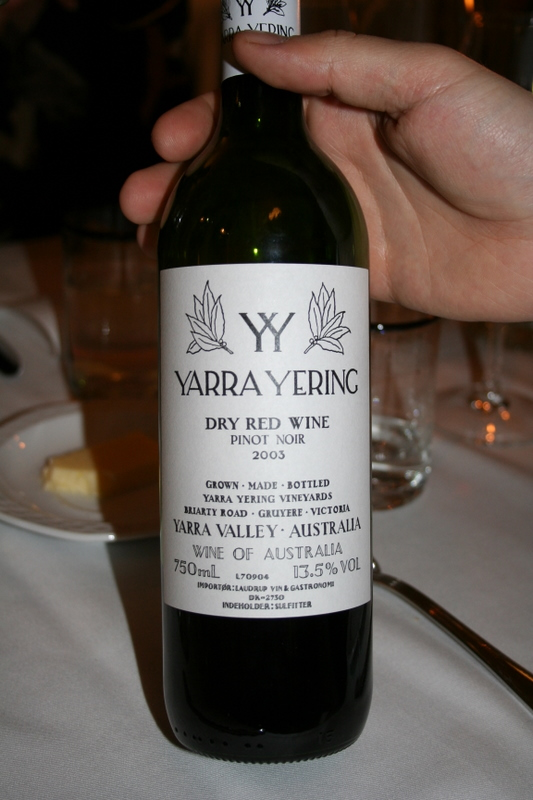 YARRA YERING
YY
YARRA YERING
DRY RED WINE
PINOT NOIR
2003
GROWN · MADE · BOTTLED
YARRA YERING VINEYARDS
BRIARTY ROAD · GRUYERE · VICTORIA
YARRA VALLEY · AUSTRALIA
WINE OF AUSTRALIA
750mL L70904 13.5% VOL
IMPORTØR: LAUDRUP VIN & GASTRONOMI
DK-2750
INDEHOLDER: SULFITTER